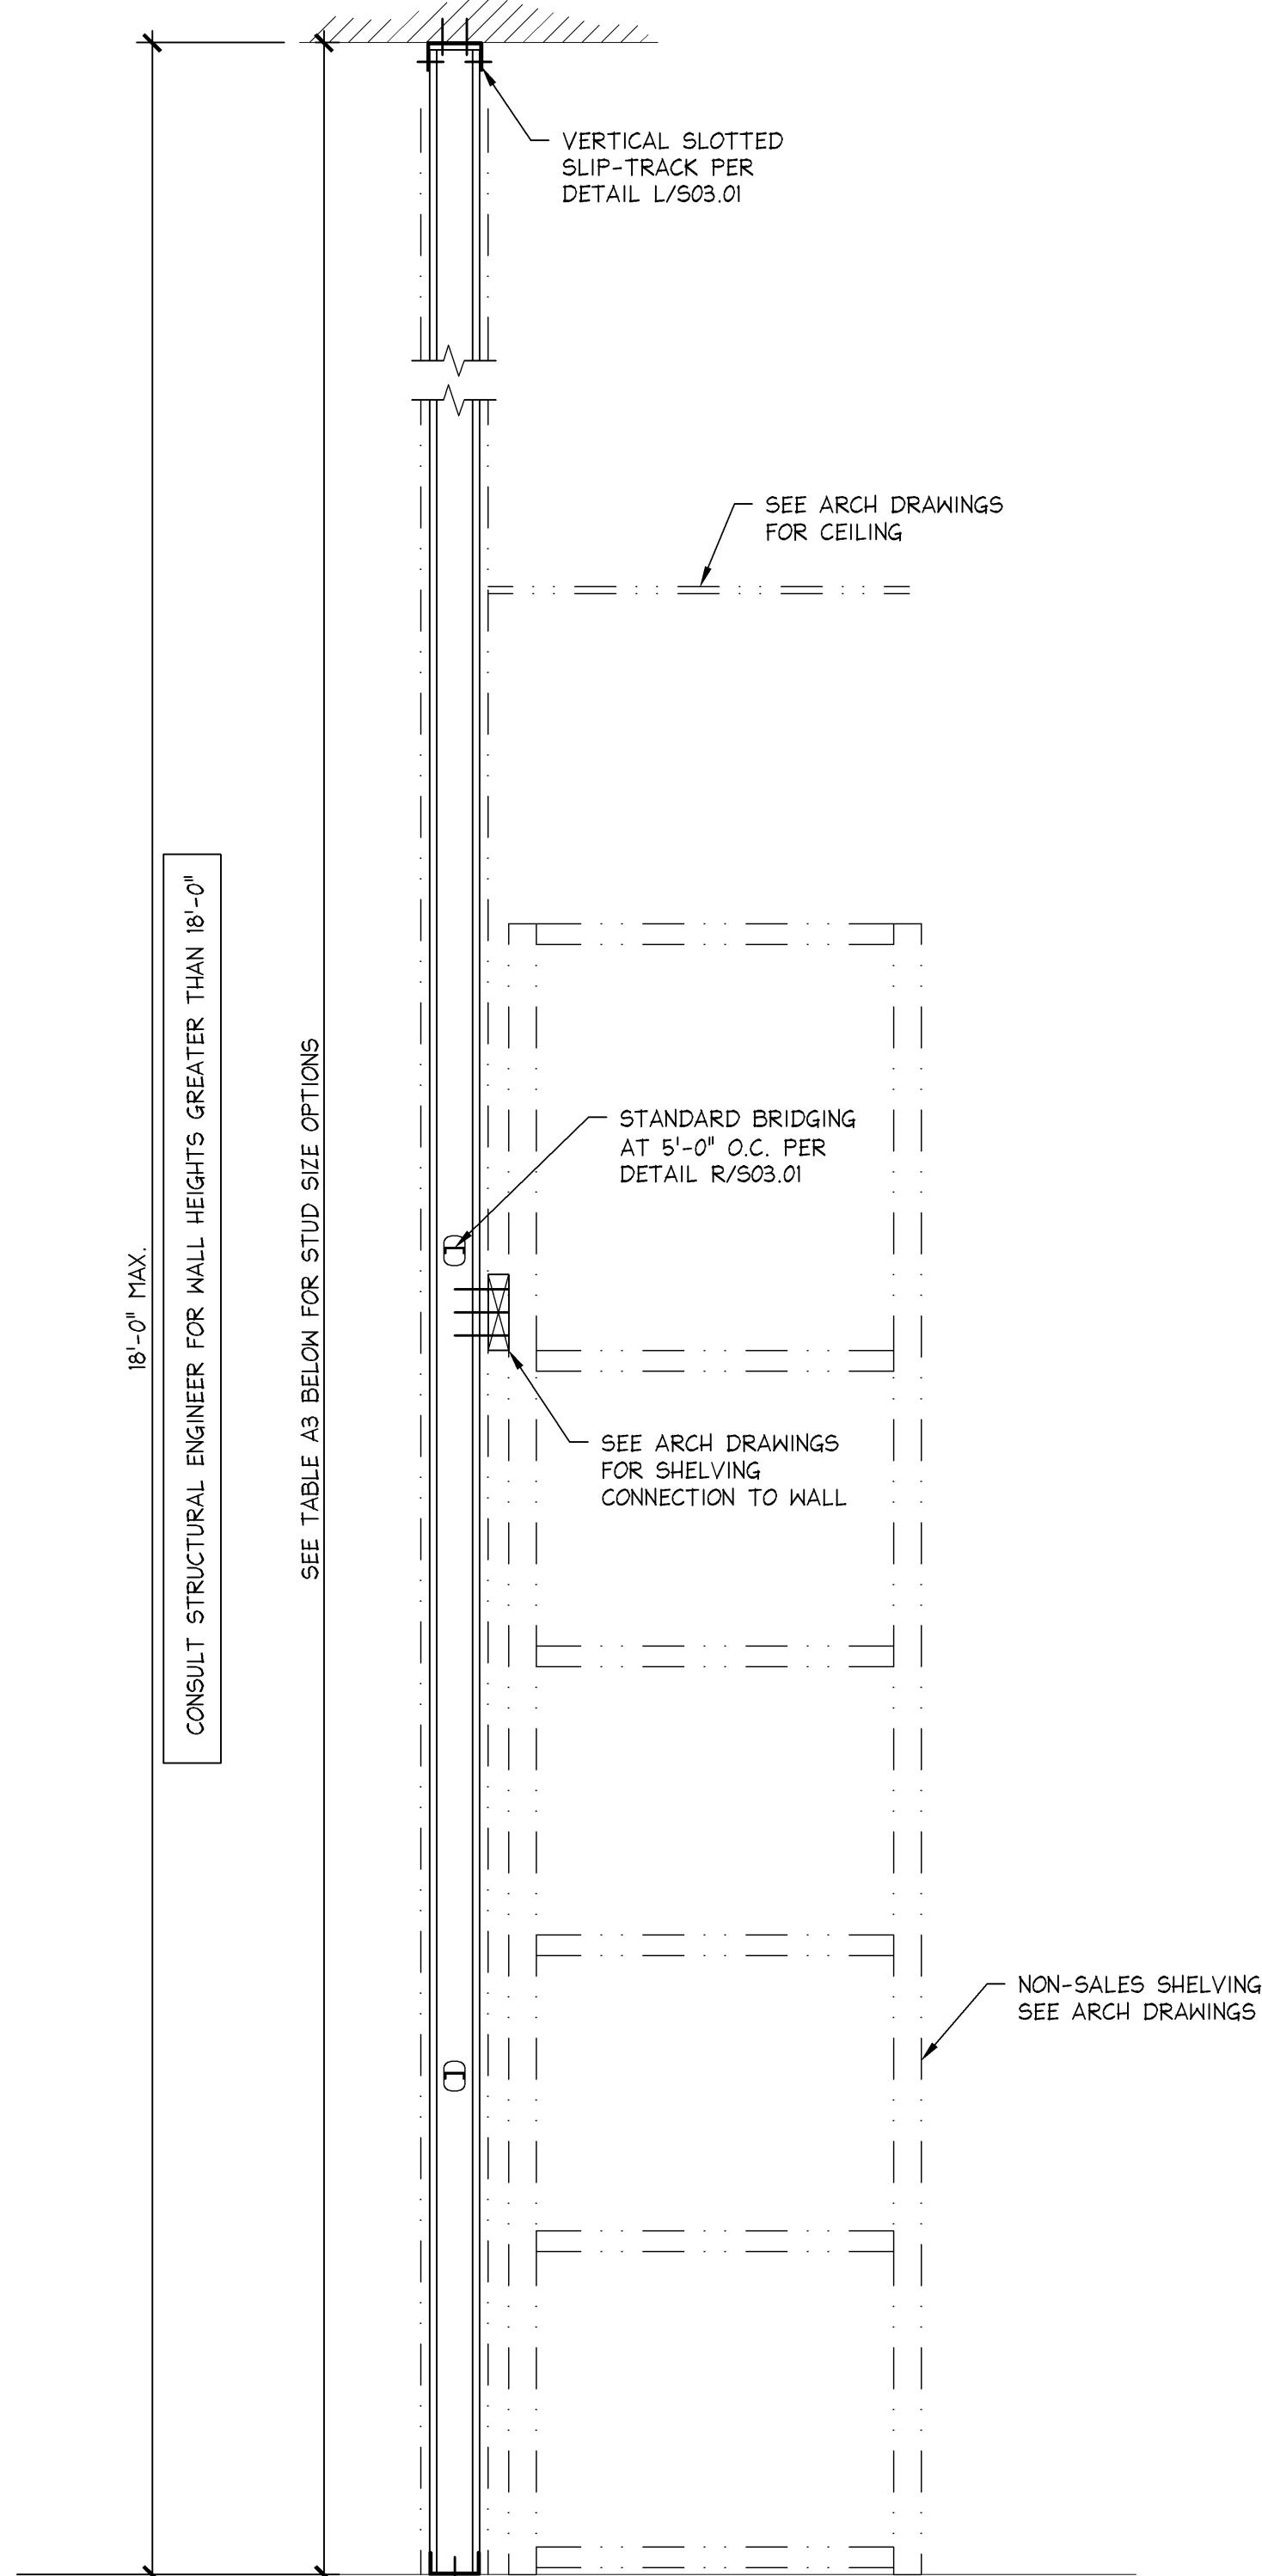 VERTICAL SLOTTED
SLIP-TRACK PER
DETAIL L/S03.01
SEE ARCH DRAWINGS
FOR CEILING
CONSULT STRUCTURAL ENGINEER FOR WALL HEIGHTS GREATER THAN 18'-0"
18'-0" MAX.
SEE TABLE A3 BELOW FOR STUD SIZE OPTIONS
STANDARD BRIDGING
AT 5'-0" O.C. PER
DETAIL R/S03.01
SEE ARCH DRAWINGS
FOR SHELVING
CONNECTION TO WALL
NON-SALES SHELVING
SEE ARCH DRAWINGS